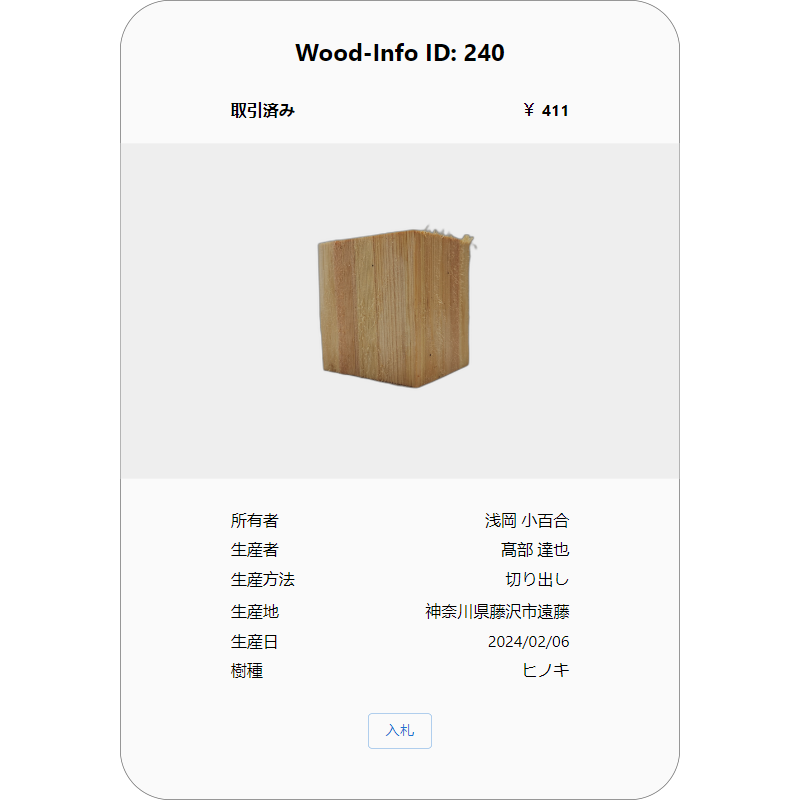 Wood-Info ID: 240
取引済み ￥ 411
所有者 浅岡 小百合
生産者 髙部 達也
生産方法 切り出し
生産地 神奈川県藤沢市遠藤
生産日 2024/02/06
樹種 ヒノキ
入札